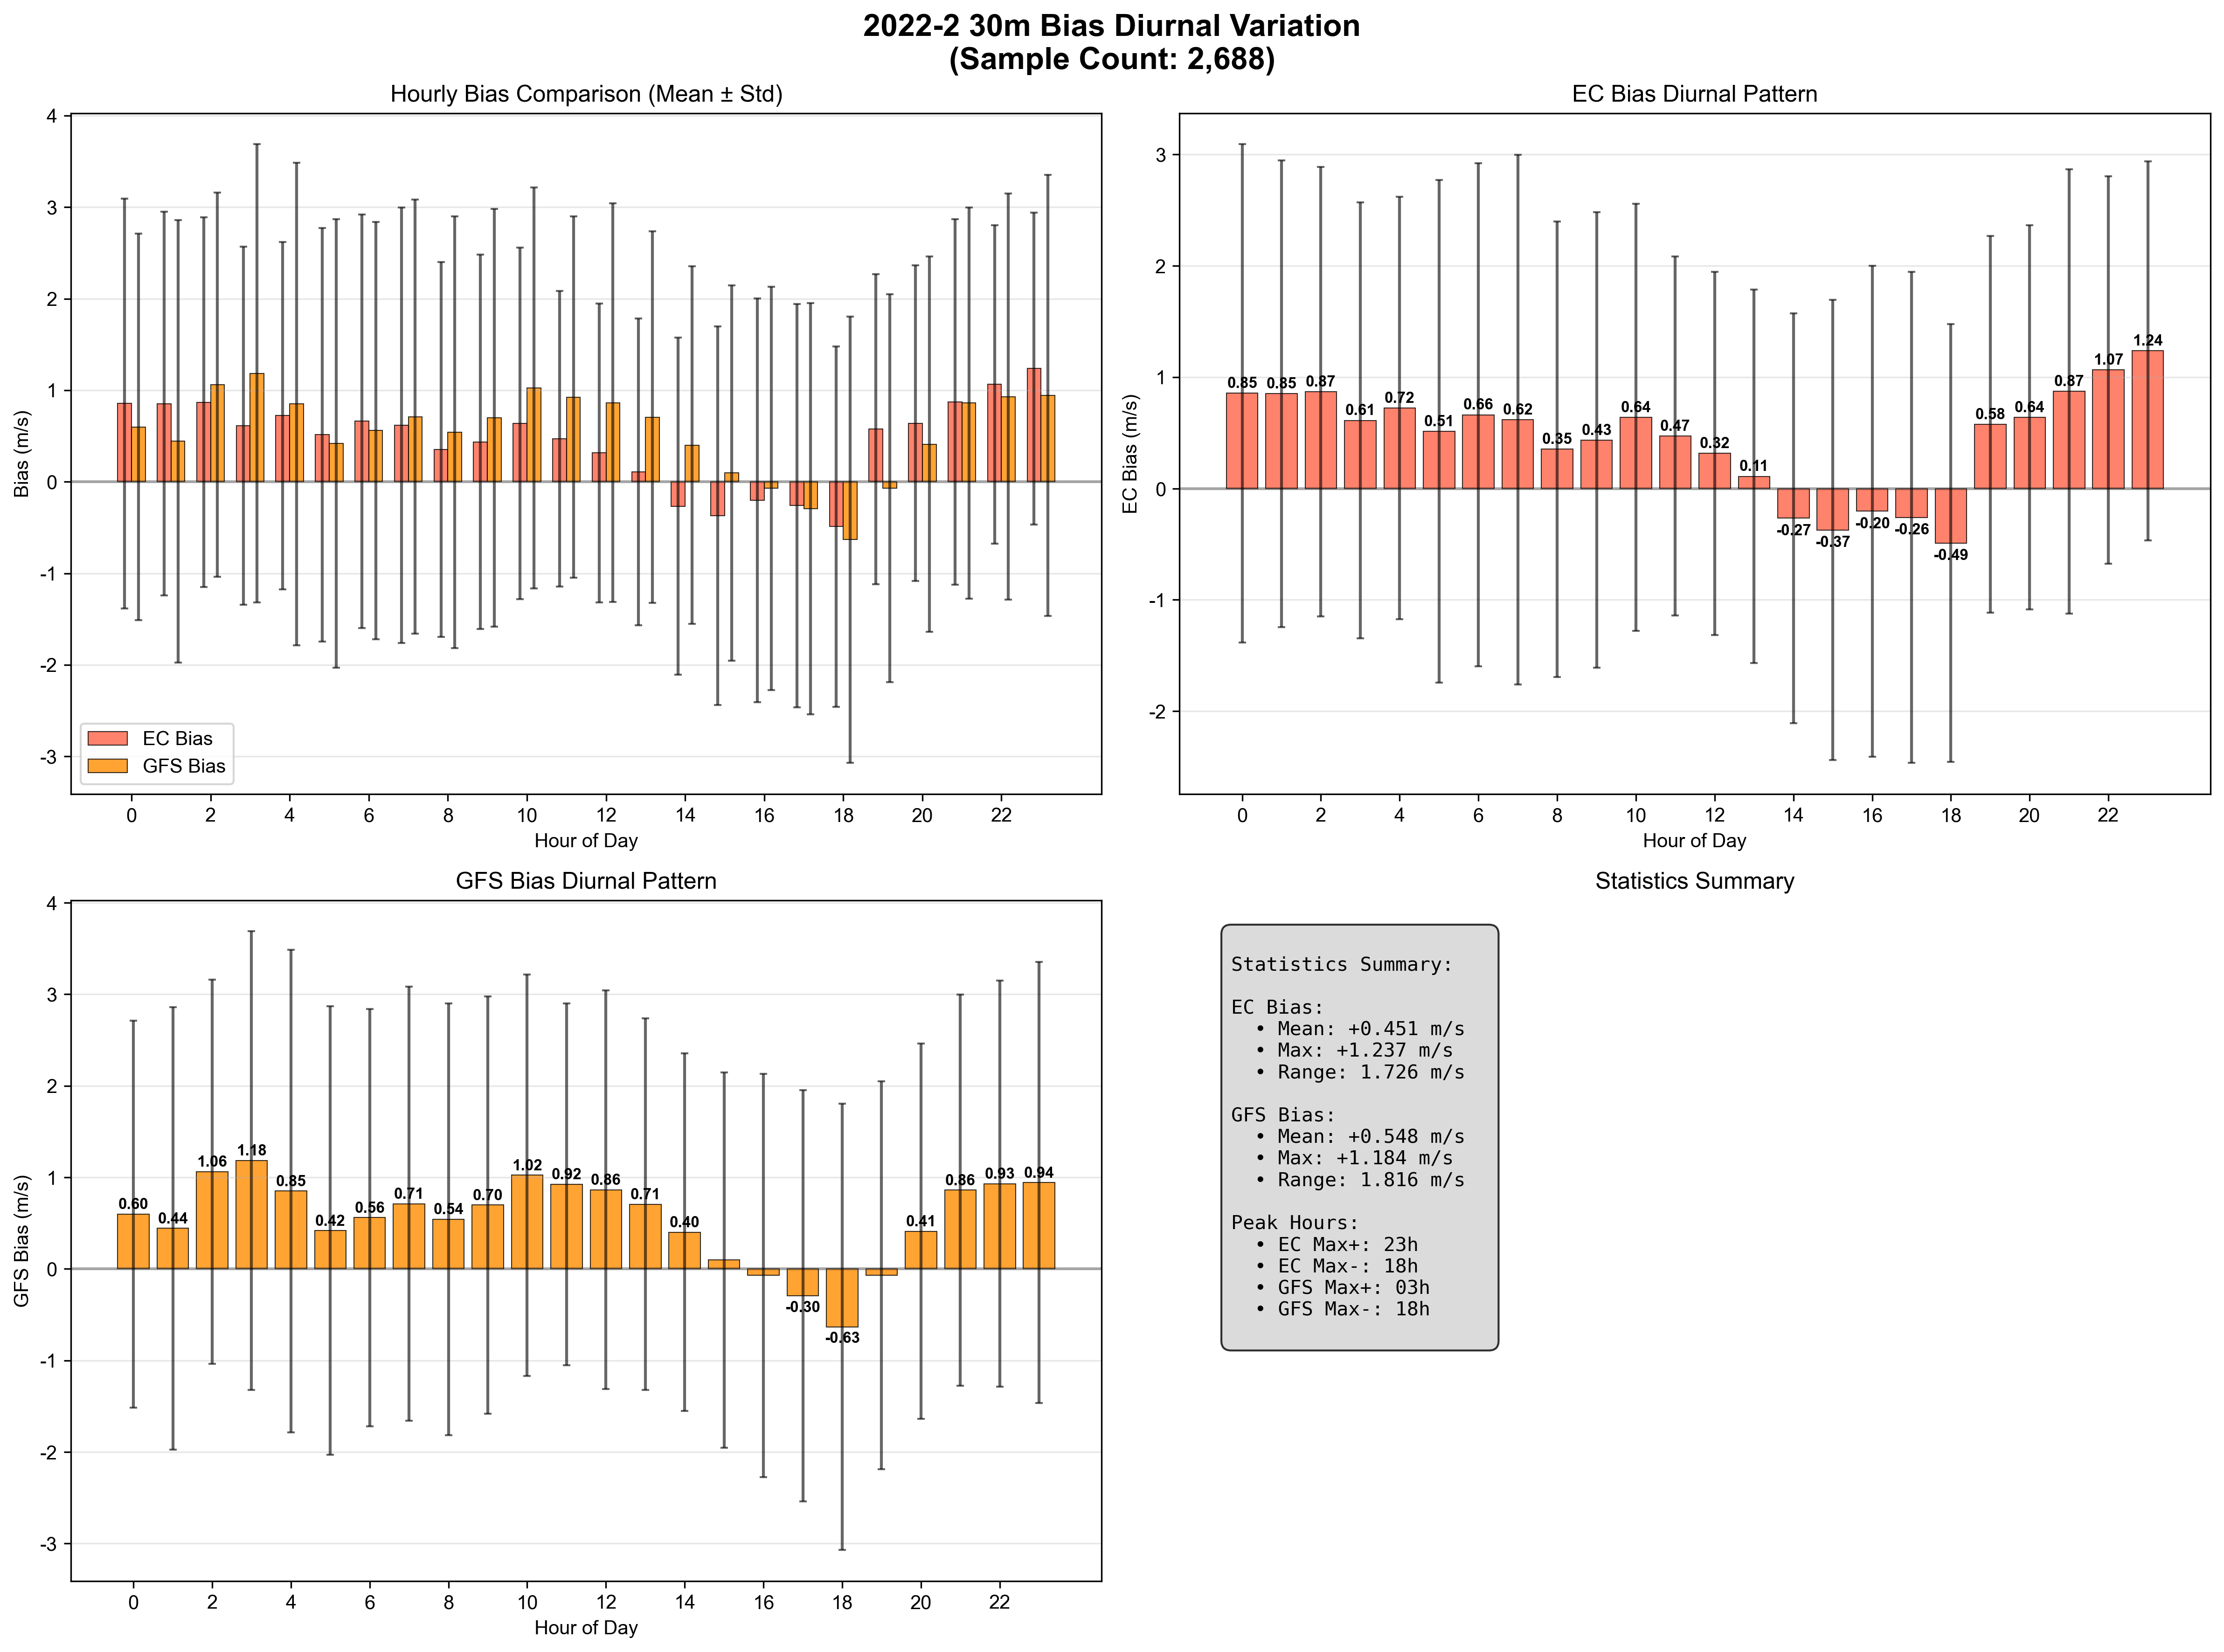 2022-2 30m Bias Diurnal Variation
(Sample Count: 2,688)
Hourly Bias Comparison (Mean ± Std)
4
3
2
1
0
-1
-2
-3
Bias (m/s)
EC Bias
GFS Bias
0 2 4 6 8 10 12 14 16 18 20 22
Hour of Day
EC Bias Diurnal Pattern
3
2
1
0
-1
-2
EC Bias (m/s)
0.85 0.85 0.87 0.61 0.72 0.51 0.66 0.62 0.35 0.43 0.64 0.47 0.32 0.11 -0.27 -0.37 -0.20 -0.26 -0.49 0.58 0.64 0.87 1.07 1.24
0 2 4 6 8 10 12 14 16 18 20 22
Hour of Day
GFS Bias Diurnal Pattern
4
3
2
1
0
-1
-2
-3
GFS Bias (m/s)
0.60 0.44 1.06 1.18 0.85 0.42 0.56 0.71 0.54 0.70 1.02 0.92 0.86 0.71 0.40 -0.30 -0.63 0.41 0.86 0.93 0.94
0 2 4 6 8 10 12 14 16 18 20 22
Hour of Day
Statistics Summary
Statistics Summary:
EC Bias:
• Mean: +0.451 m/s
• Max: +1.237 m/s
• Range: 1.726 m/s
GFS Bias:
• Mean: +0.548 m/s
• Max: +1.184 m/s
• Range: 1.816 m/s
Peak Hours:
• EC Max+: 23h
• EC Max-: 18h
• GFS Max+: 03h
• GFS Max-: 18h